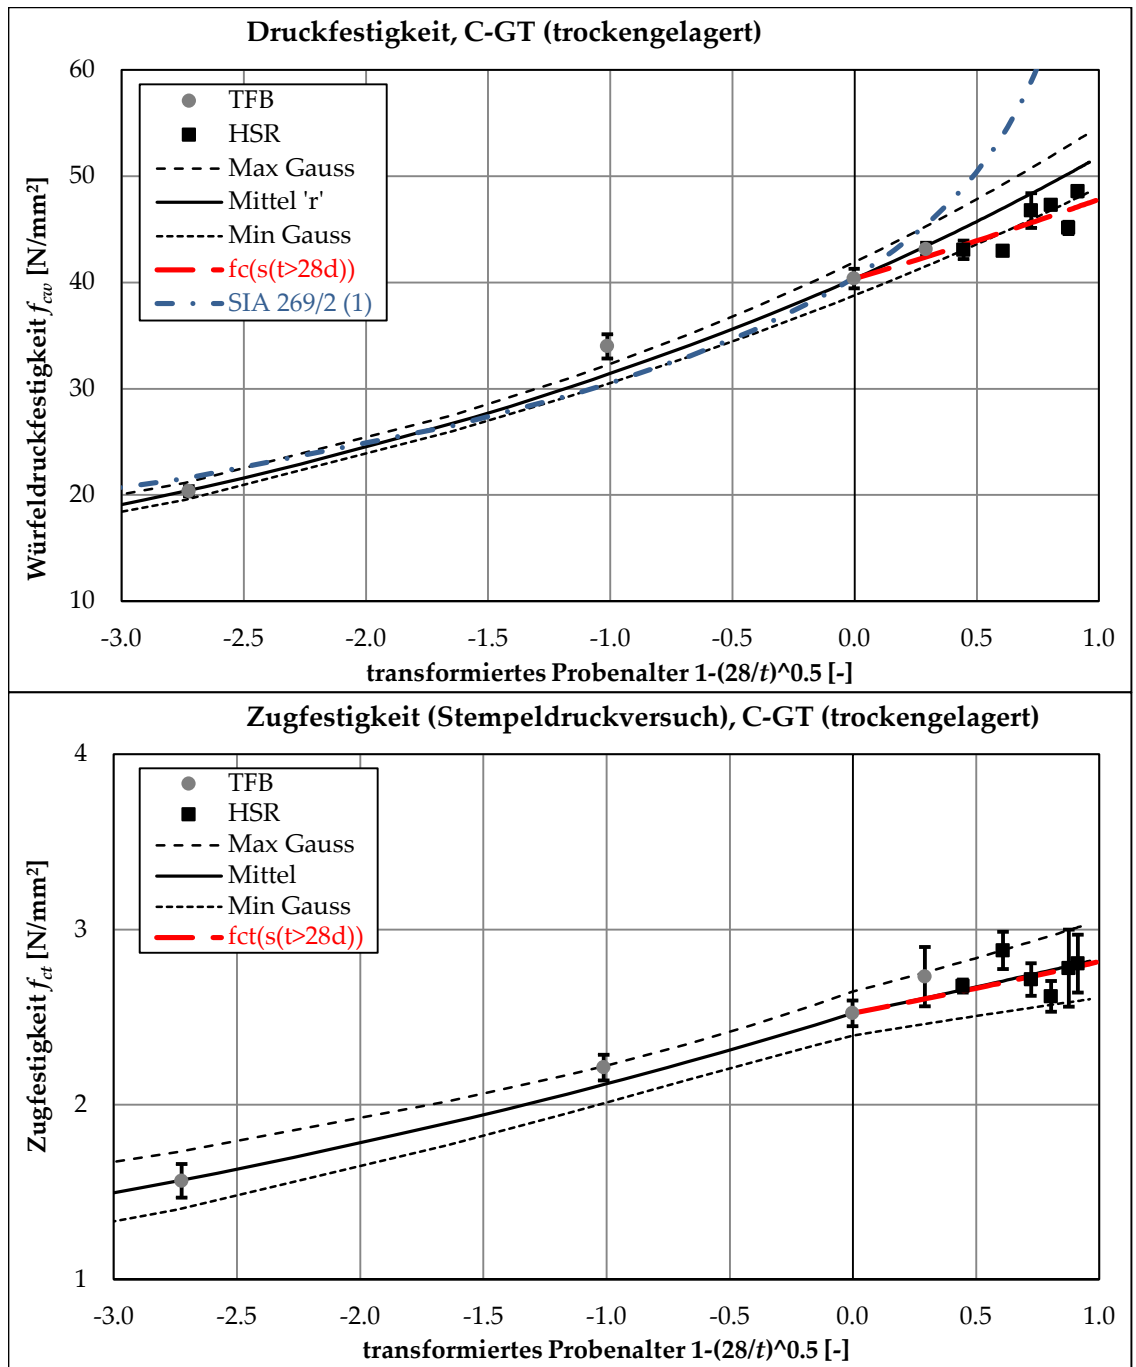 Druckfestigkeit, C-GT (trockengelagert)
60
50
40
30
20
10
Würfeldruckfestigkeit fcw [N/mm²]
TFB
HSR
Max Gauss
Mittel 'r'
Min Gauss
fc(s(t>28d))
SIA 269/2 (1)
-3.0 -2.5 -2.0 -1.5 -1.0 -0.5 0.0 0.5 1.0
transformiertes Probenalter 1-(28/t)^0.5 [-]
Zugfestigkeit (Stempeldruckversuch), C-GT (trockengelagert)
4
3
2
1
Zugfestigkeit fct [N/mm²]
TFB
HSR
Max Gauss
Mittel
Min Gauss
fct(s(t>28d))
-3.0 -2.5 -2.0 -1.5 -1.0 -0.5 0.0 0.5 1.0
transformiertes Probenalter 1-(28/t)^0.5 [-]